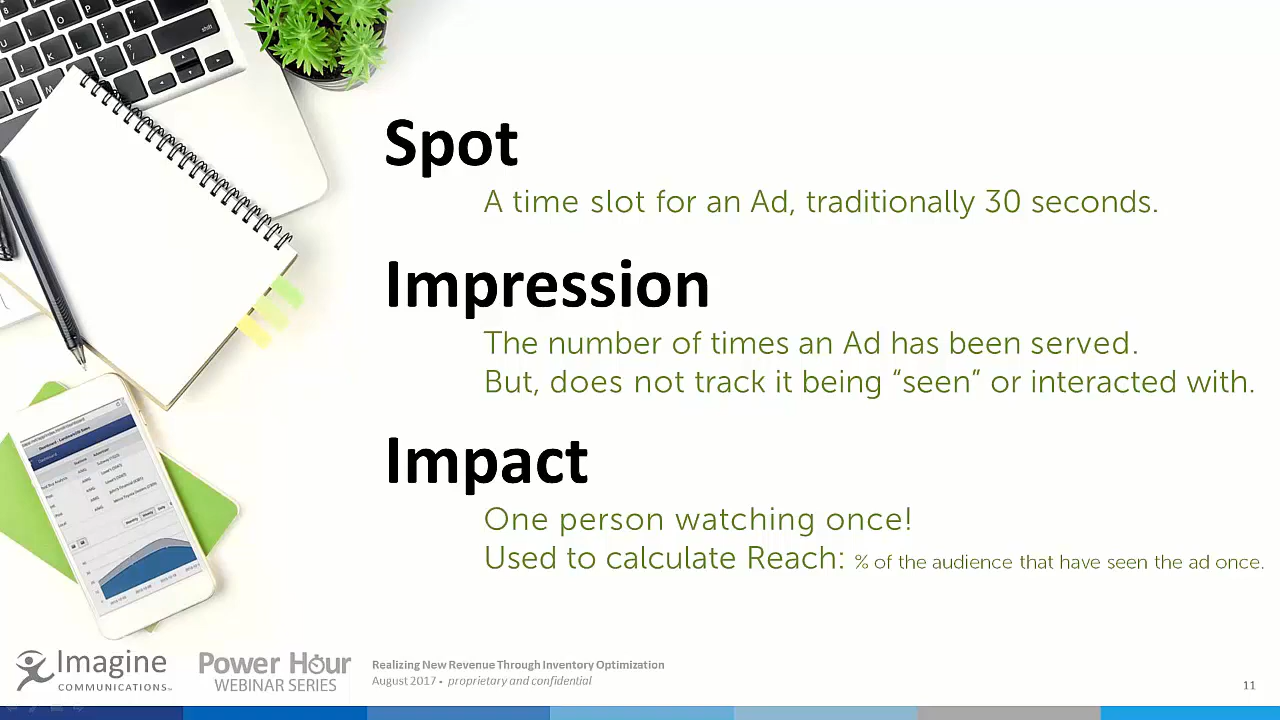 Spot
A time slot for an Ad, traditionally 30 seconds.
Impression
The number of times an Ad has been served.
But, does not track it being “seen” or interacted with.
Impact
One person watching once!
Used to calculate Reach: % of the audience that have seen the ad once.
Imagine
COMMUNICATIONS
Power Hour
WEBINAR SERIES
Realizing New Revenue Through Inventory Optimization
August 2017 • proprietary and confidential
11